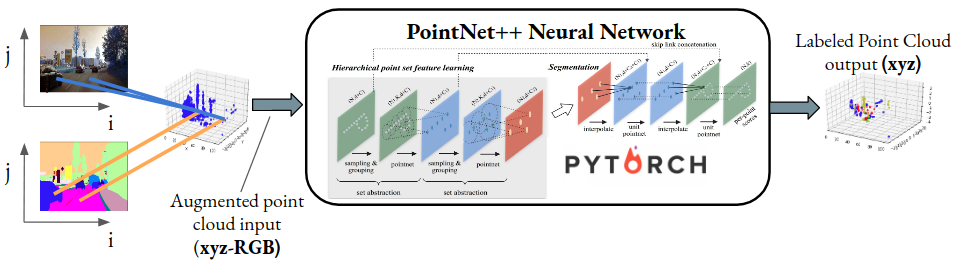 PointNet++ Neural Network
skip link concatenation
Hierarchical point set feature learning
Segmentation
j
i
j
i
Augmented point
cloud input
(xyz-RGB)
sampling &
grouping
pointnet
sampling &
grouping
pointnet
set abstraction
set abstraction
interpolate
unit
pointnet
interpolate
unit
pointnet
per-point
scores
PYTORCH
Labeled Point Cloud
output (xyz)